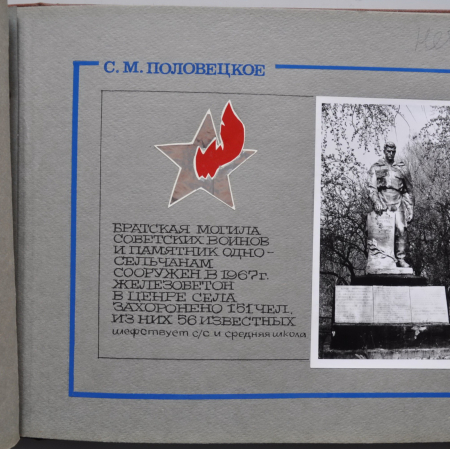 С. М. ПОЛОВЕЦКОЕ
БРАТСКАЯ МОГИЛА
СОВЕТСКИХ ВОИНОВ
И ПАМЯТНИК ОДНО-
СЕЛЬЧАНАМ
СООРУЖЕН В 1967 г.
ЖЕЛЕЗОБЕТОН
В ЦЕНРЕ СЕЛА
ЗАХОРОНЕНО 151 ЧЕЛ.
ИЗ НИХ 56 ИЗВЕСТНЫХ
шефствует с/с и средняя школа